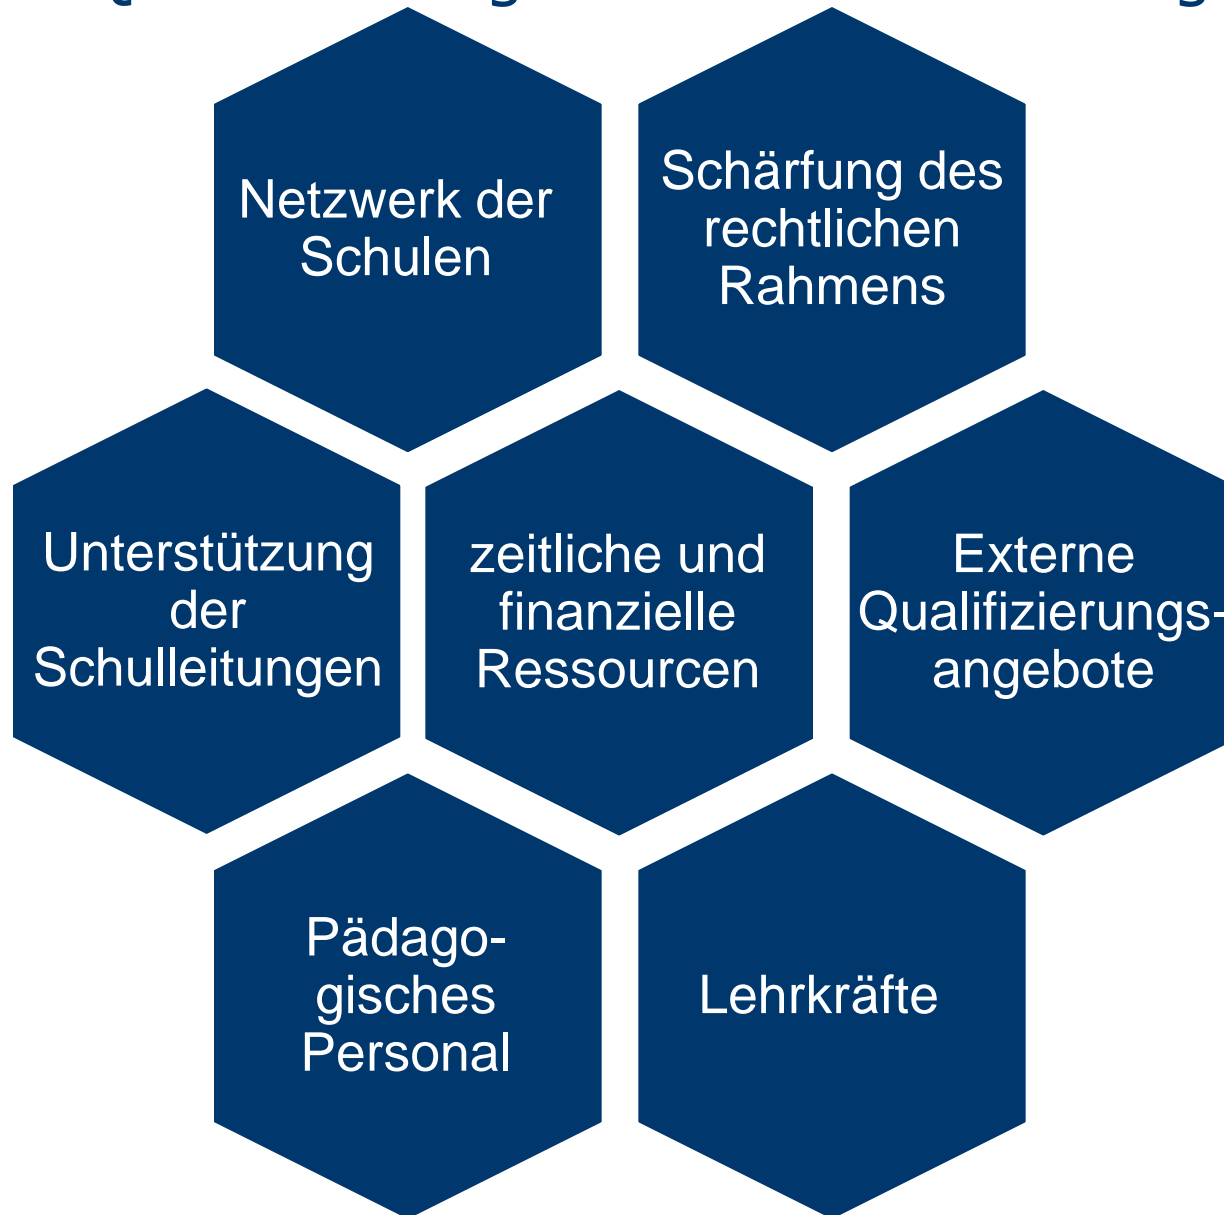 Netzwerk der
Schulen
Schärfung des
rechtlichen
Rahmens
Unterstützung
der
Schulleitungen
zeitliche und
finanzielle
Ressourcen
Externe
Qualifizierungs-
angebote
Pädago-
gisches
Personal
Lehrkräfte